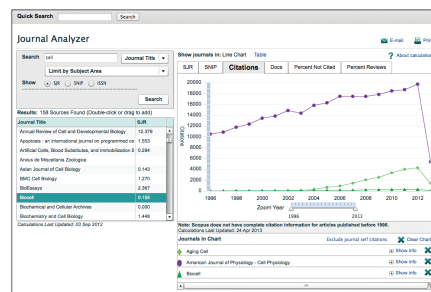 Quick Search
Search
Journal Analyzer
E-mail
Print
Search
cell
Journal Title
Limit by Subject Area
Show
SJR
SNIP
ISSN
Search
Results: 158 Sources Found (Double-click or drag to add)
Journal Title SJR
Annual Review of Cell and Developmental Biology 12.376
Apoptosis : an international journal on programmed ce 1.553
Artificial Cells, Blood Substitutes, and Immobilization B 0.294
Arxius de Miscelania Zoologica
Asian Journal of Cell Biology 0.143
BMC Cell Biology 1.270
BioEssays 2.387
Biocell 0.155
Biochemical and Cellular Archives 0.000
Biochemistry and Cell Biology 1.448
Calculations Last Updated: 03 Sep 2013
Show journals in: Line Chart Table
About calculation
SJR
SNIP
Citations
Docs
Percent Not Cited
Percent Reviews
20000
18000
16000
14000
12000
10000
8000
6000
4000
2000
0
Citations
1996 1998 2000 2002 2004 2006 2008 2010 2012 2014
Zoom Year
1996 2013
Note: Scopus does not have complete citation information for articles published before 1996.
Calculations Last Updated: 24 Apr 2013
Journals in Chart
Exclude journal self citations
Clear Chart
Aging Cell
Show info
American Journal of Physiology - Cell Physiology
Show info
Biocell
Show info